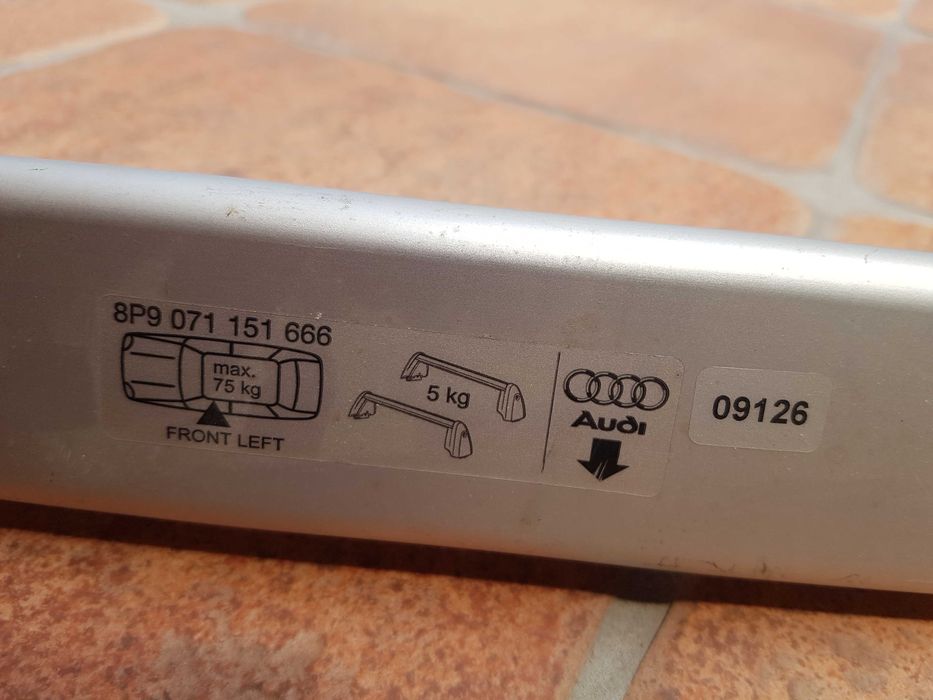 8P9 071 151 666
max.
75 kg
FRONT LEFT
5 kg
Audi
09126